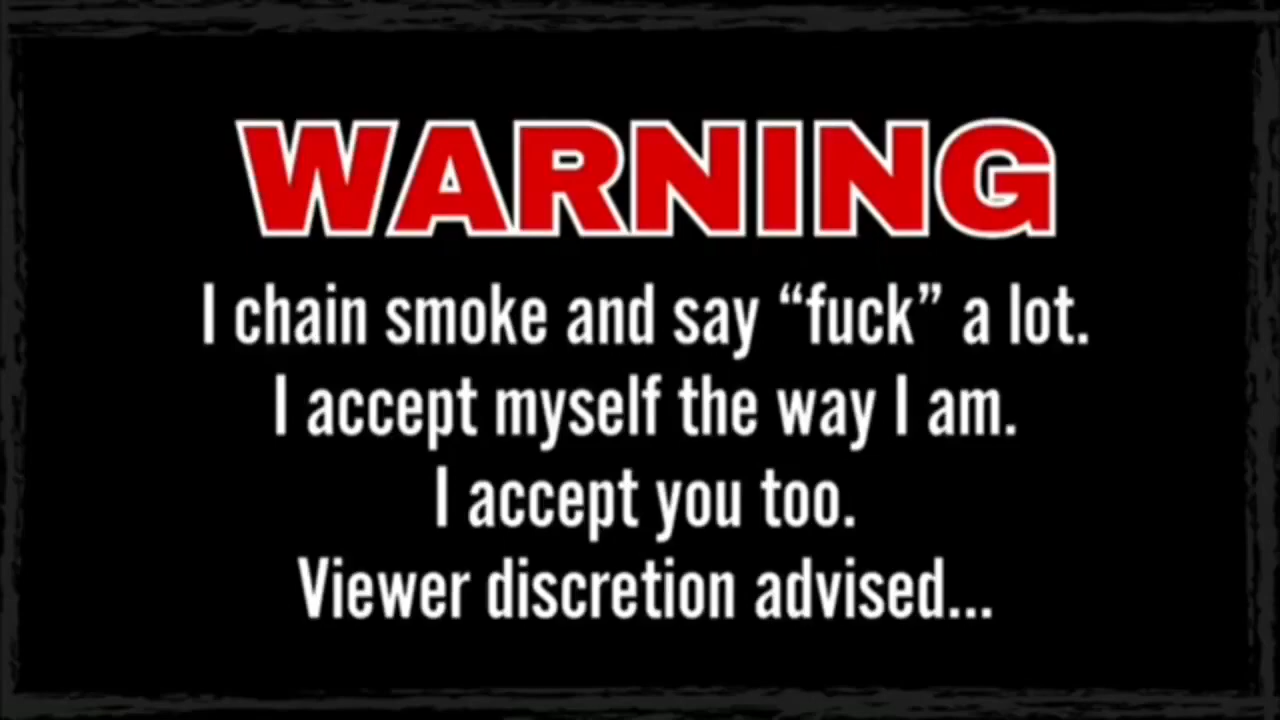 WARNING
I chain smoke and say “fuck” a lot.
I accept myself the way I am.
I accept you too.
Viewer discretion advised...